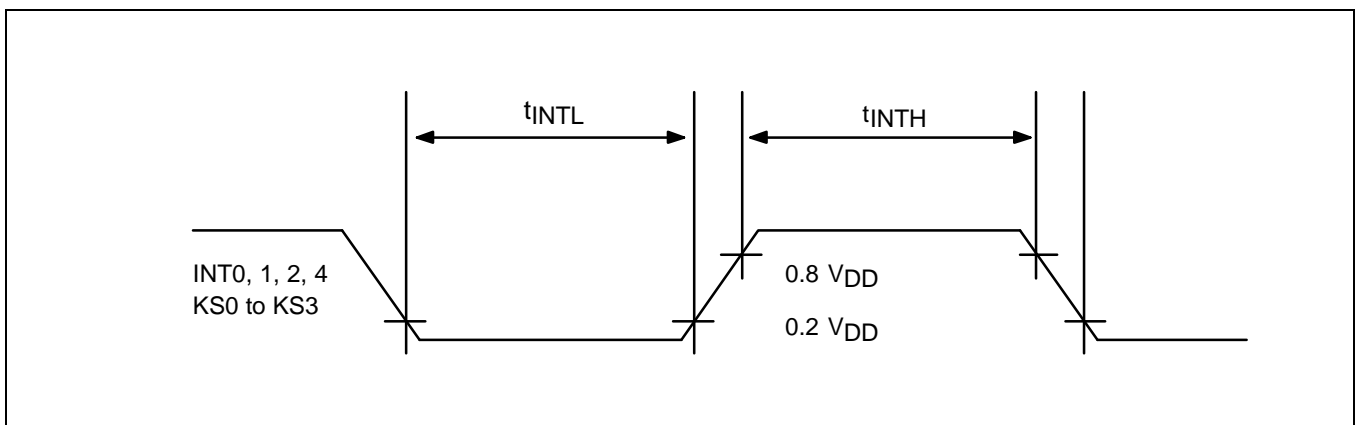 tINTL
tINTH
INT0, 1, 2, 4
KS0 to KS3
0.8 VDD
0.2 VDD